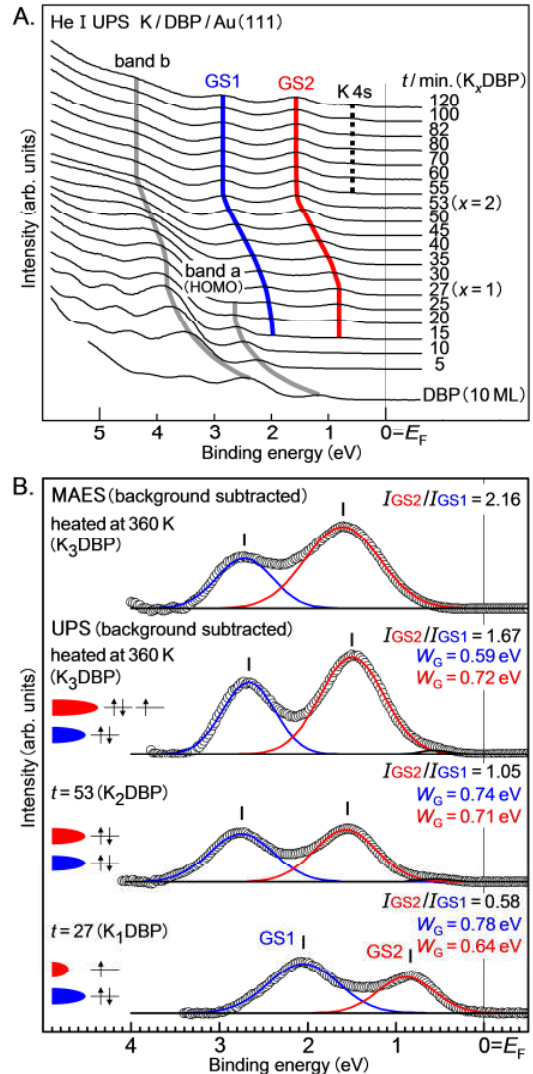 A.
He I UPS K/DBP/Au(111)
band b
GS1
GS2
K 4s
t/min.(KxDBP)
120
100
82
80
70
60
55
53(x=2)
50
45
40
35
30
27(x=1)
25
20
15
10
5
DBP(10 ML)
band a
(HOMO)
Intensity (arb. units)
5 4 3 2 1 0=EF
Binding energy (eV)
B.
MAES (background subtracted)
heated at 360 K
(K3DBP)
IGS2/IGS1=2.16
UPS (background subtracted)
heated at 360 K
(K3DBP)
IGS2/IGS1=1.67
WG=0.59 eV
WG=0.72 eV
t=53(K2DBP)
IGS2/IGS1=1.05
WG=0.74 eV
WG=0.71 eV
t=27(K1DBP)
IGS2/IGS1=0.58
WG=0.78 eV
WG=0.64 eV
GS1
GS2
Intensity (arb. units)
4 3 2 1 0=EF
Binding energy (eV)